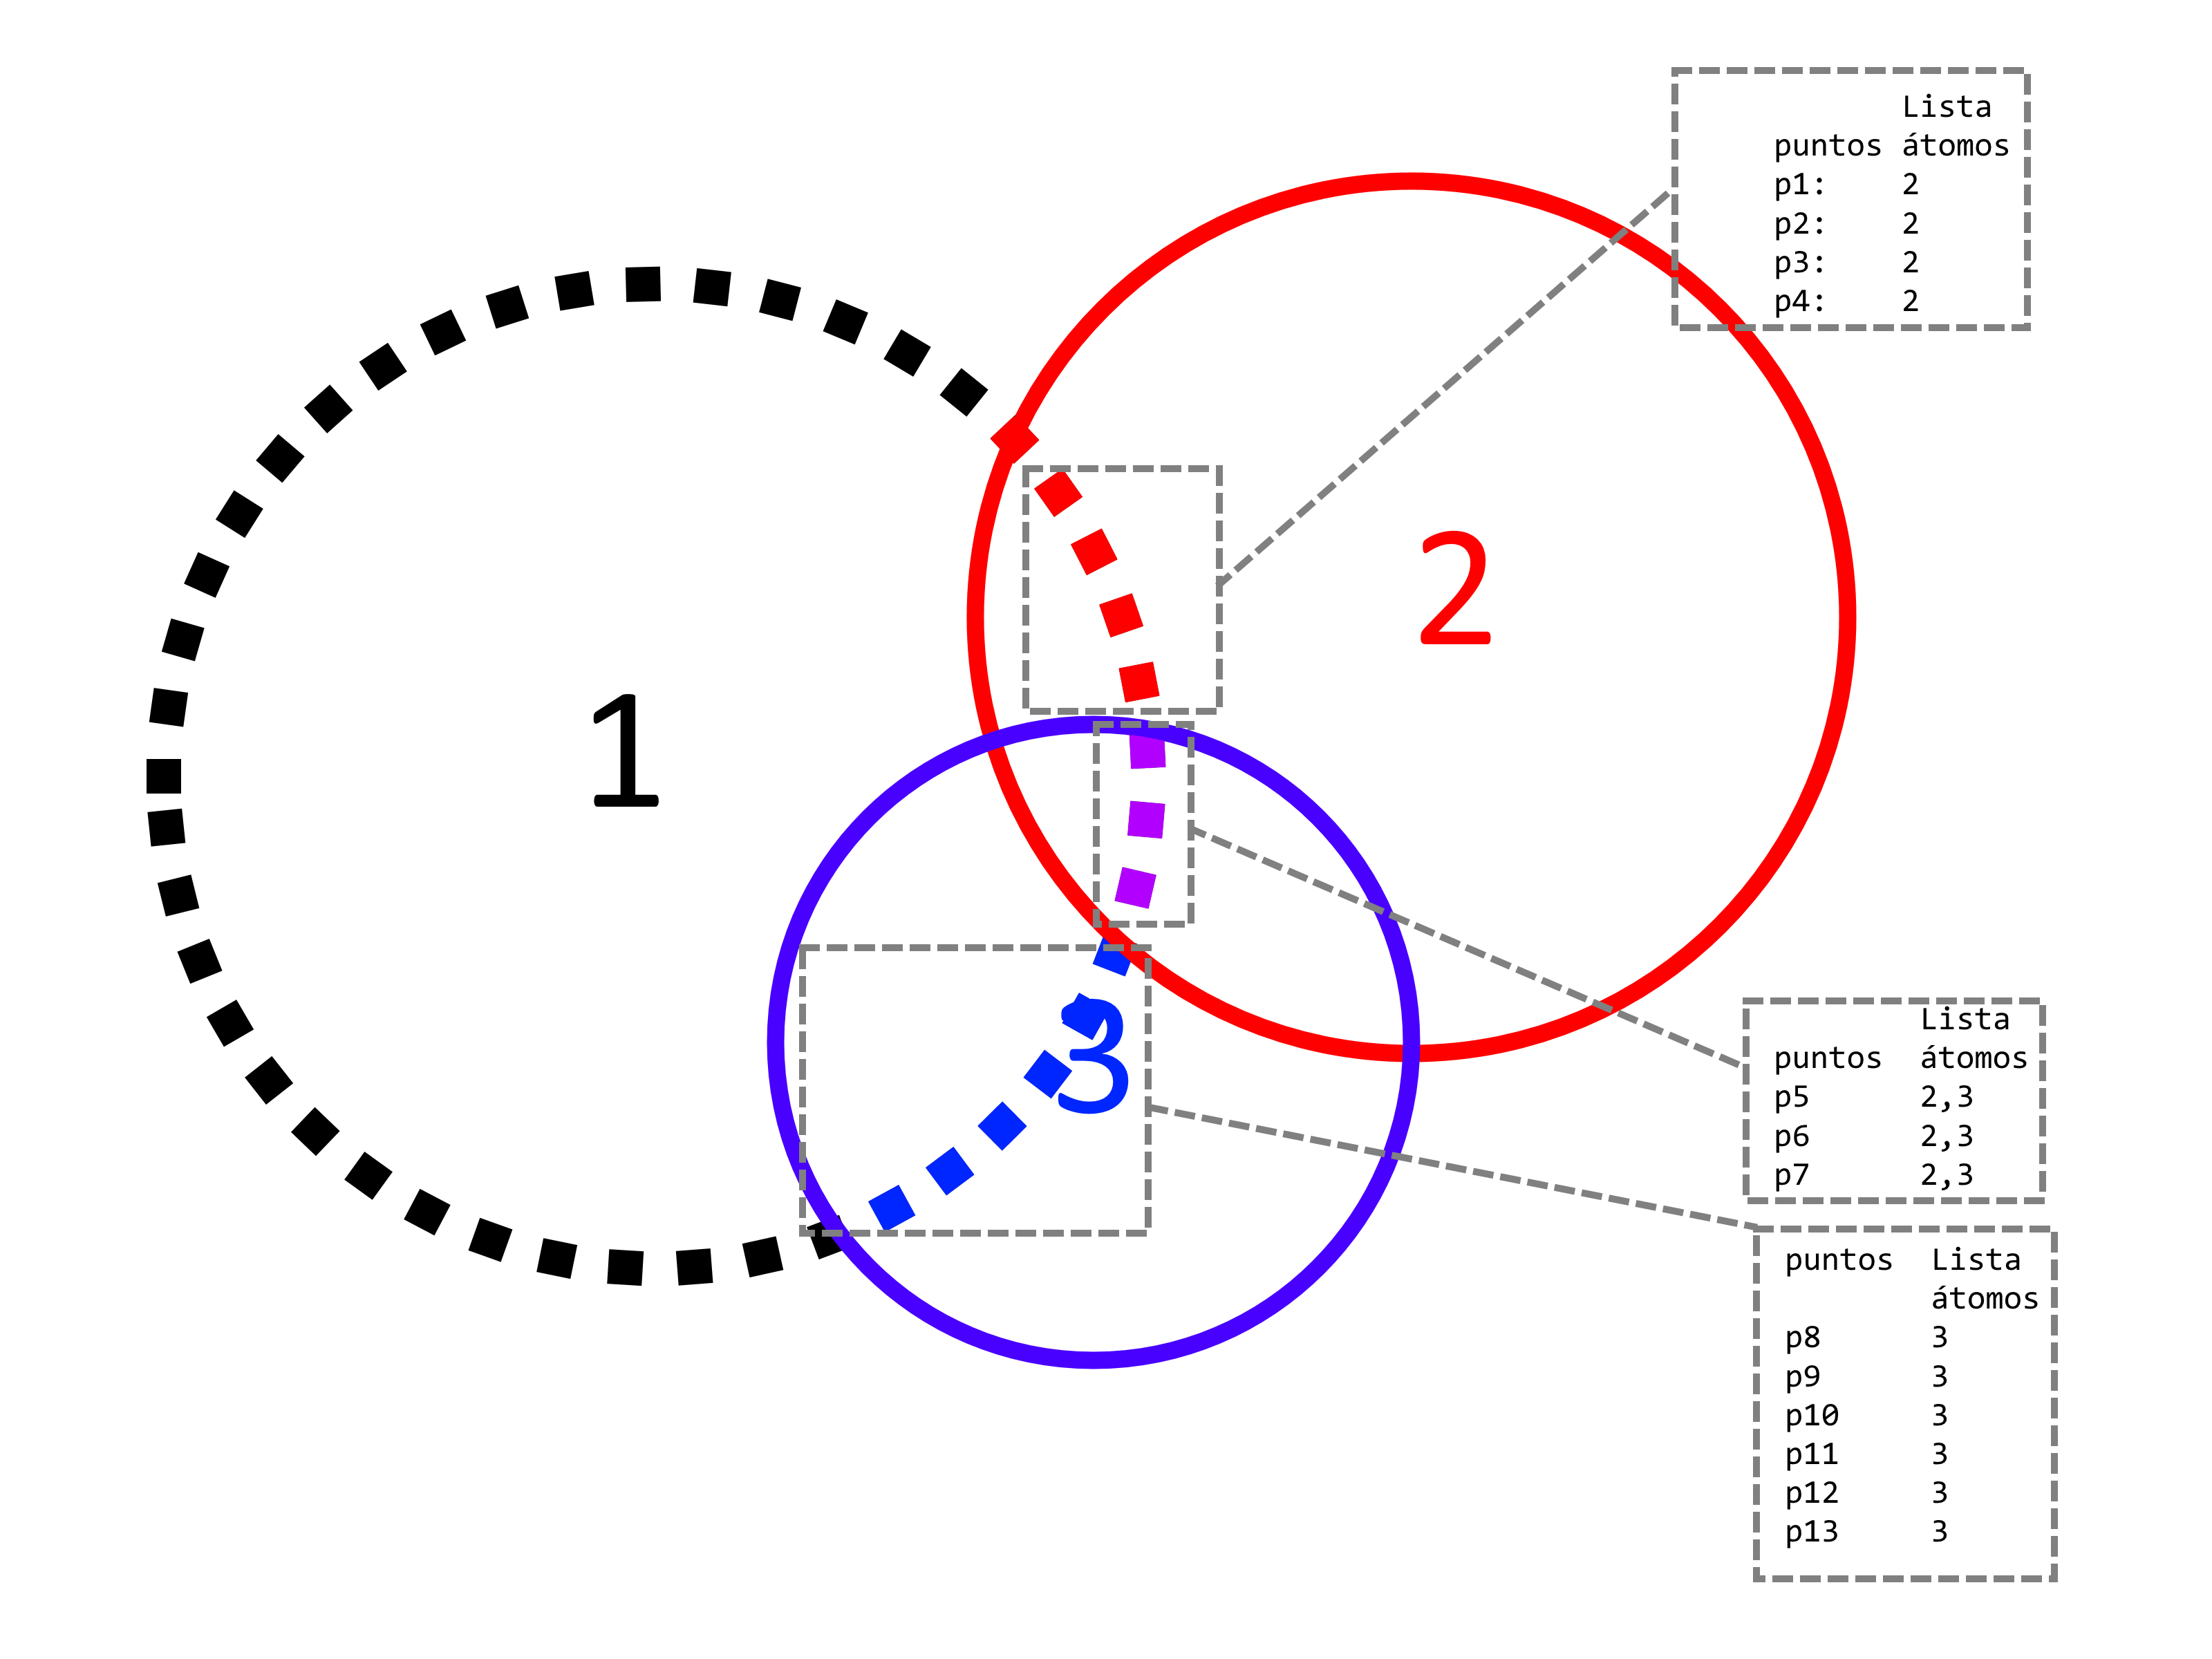 Lista
puntos átomos
p1: 2
p2: 2
p3: 2
p4: 2
2
1
3
Lista
puntos átomos
p5 2,3
p6 2,3
p7 2,3
puntos Lista
átomos
p8 3
p9 3
p10 3
p11 3
p12 3
p13 3